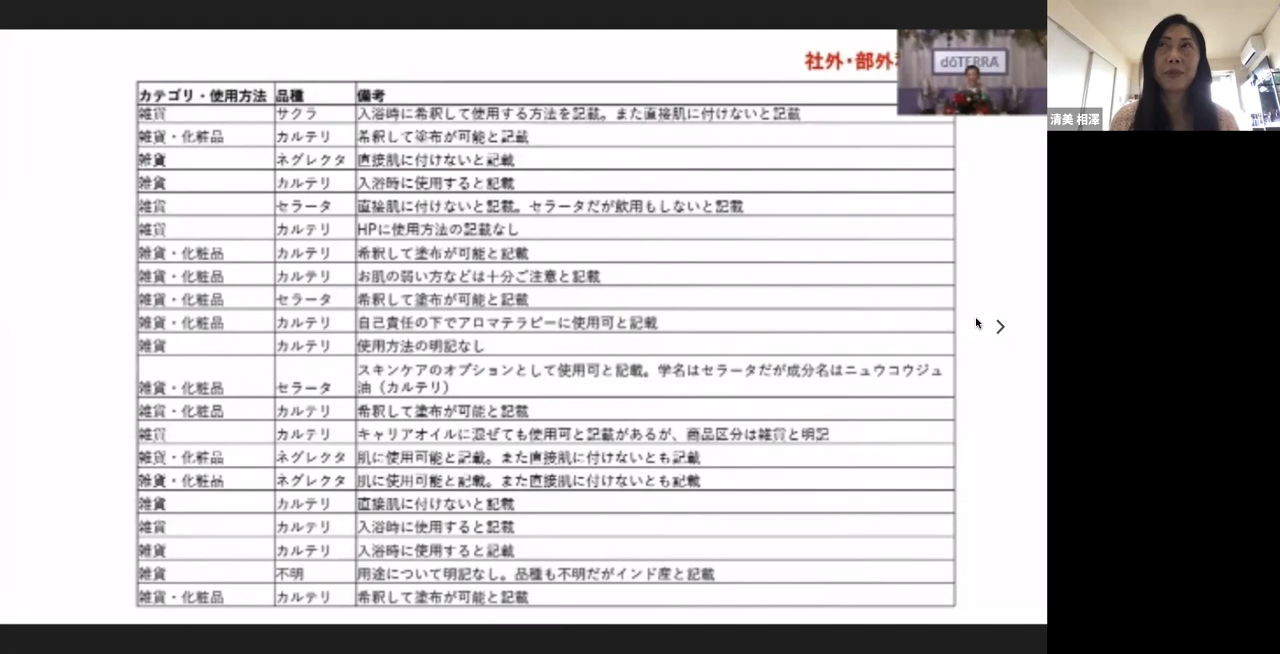 社外・部外
dōTERRA
清美 相澤
カテゴリ・使用方法 品種 備考
雑貨 サクラ 入浴時に希釈して使用する方法を記載。また直接肌に付けないと記載
雑貨・化粧品 カルテリ 希釈して塗布が可能と記載
雑貨 ネグレクタ 直接肌に付けないと記載
雑貨 カルテリ 入浴時に使用すると記載
雑貨 セラータ 直接肌に付けないと記載。セラータだが飲用もしないと記載
雑貨 カルテリ HPに使用方法の記載なし
雑貨・化粧品 カルテリ 希釈して塗布が可能と記載
雑貨・化粧品 カルテリ お肌の弱い方などは十分ご注意と記載
雑貨・化粧品 セラータ 希釈して塗布が可能と記載
雑貨・化粧品 カルテリ 自己責任の下でアロマテラピーに使用可と記載
雑貨 カルテリ 使用方法の明記なし
雑貨・化粧品 セラータ スキンケアのオプションとして使用可と記載。学名はセラータだが成分名はニュウコウジュ
油（カルテリ）
雑貨・化粧品 カルテリ 希釈して塗布が可能と記載
雑貨 カルテリ キャリアオイルに混ぜても使用可と記載があるが、商品区分は雑貨と明記
雑貨・化粧品 ネグレクタ 肌に使用可能と記載。また直接肌に付けないとも記載
雑貨・化粧品 ネグレクタ 肌に使用可能と記載。また直接肌に付けないとも記載
雑貨 カルテリ 直接肌に付けないと記載
雑貨 カルテリ 入浴時に使用すると記載
雑貨 カルテリ 入浴時に使用すると記載
雑貨 不明 用途について明記なし。品種も不明だがインド産と記載
雑貨・化粧品 カルテリ 希釈して塗布が可能と記載